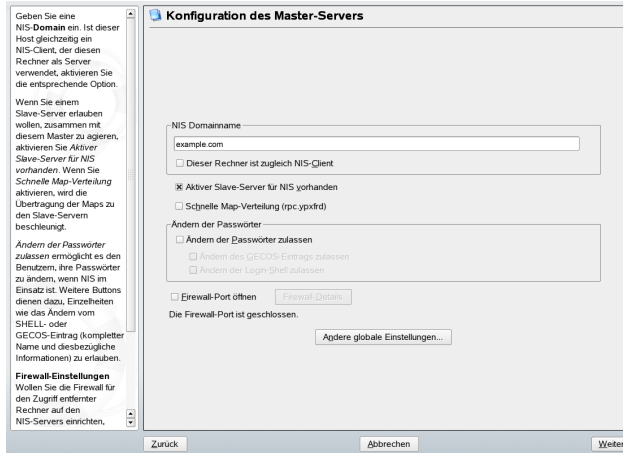 Geben Sie eine
NIS-Domain ein. Ist dieser
Host gleichzeitig ein
NIS-Client, der diesen
Rechner als Server
verwendet, aktivieren Sie
die entsprechende Option.
Wenn Sie einem
Slave-Server erlauben
wollen, zusammen mit
diesem Master zu agieren,
aktivieren Sie Aktiver
Slave-Server für NIS
vorhanden. Wenn Sie
Schnelle Map-Verteilung
aktivieren, wird die
Übertragung der Maps zu
den Slave-Servern
beschleunigt.
Ändern der Passwörter
zulassen ermöglicht es den
Benutzern, ihre Passwörter
zu ändern, wenn NIS im
Einsatz ist. Weitere Buttons
dienen dazu, Einzelheiten
wie das Ändern vom
SHELL- oder
GECOS-Eintrag (kompletter
Name und diesbezügliche
Informationen) zu erlauben.
Firewall-Einstellungen
Wollen Sie die Firewall für
den Zugriff entfernter
Rechner auf den
NIS-Servers einrichten,
Konfiguration des Master-Servers
NIS Domainname
example.com
Dieser Rechner ist zugleich NIS-Client
Aktiver Slave-Server für NIS vorhanden
Schnelle Map-Verteilung (rpc.ypxfrd)
Ändern der Passwörter
Ändern der Passwörter zulassen
Ändern des GECOS-Eintrags zulassen
Ändern der Login-Shell zulassen
Firewall-Port öffnen
Firewall-Details
Die Firewall-Port ist geschlossen.
Andere globale Einstellungen...
Zurück
Abbrechen
Weiter